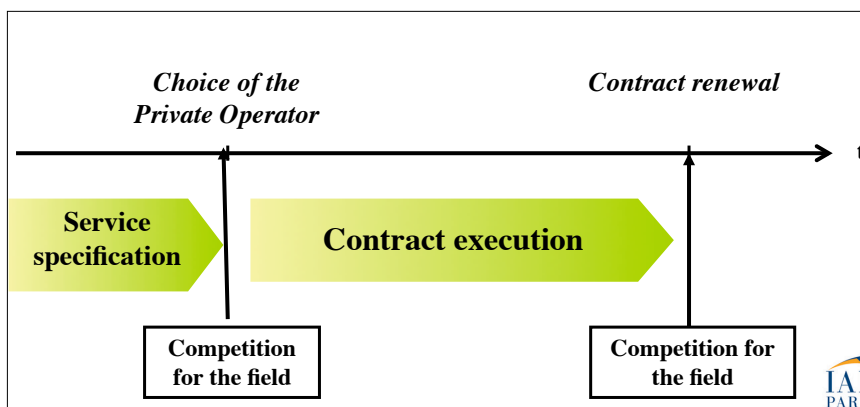 Choice of the
Private Operator
Contract renewal
t
Service
specification
Contract execution
Competition
for the field
Competition for
the field